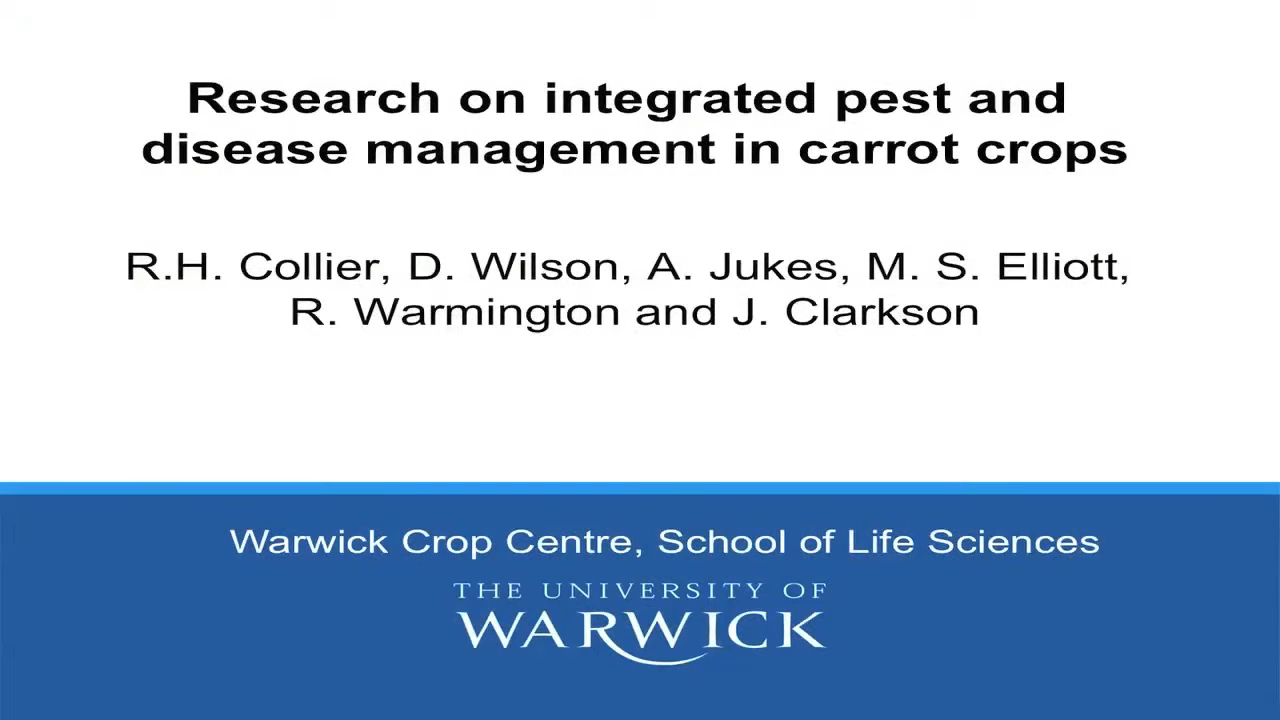 Research on integrated pest and
disease management in carrot crops
R.H. Collier, D. Wilson, A. Jukes, M. S. Elliott,
R. Warmington and J. Clarkson
Warwick Crop Centre, School of Life Sciences
THE UNIVERSITY OF
WARWICK